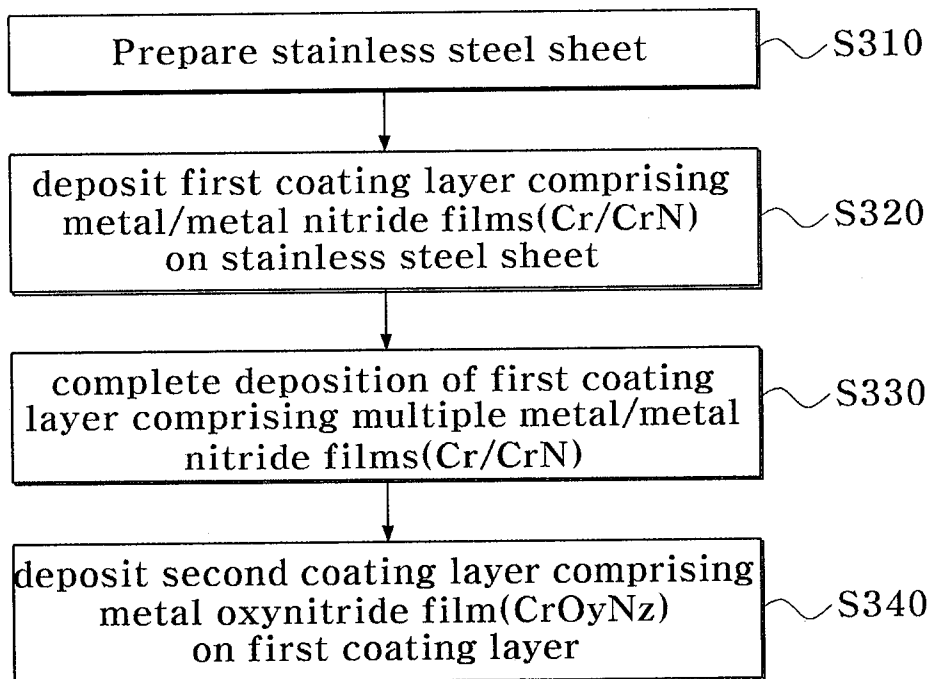 Prepare stainless steel sheet
S310
deposit first coating layer comprising
metal/metal nitride films(Cr/CrN)
on stainless steel sheet
S320
complete deposition of first coating
layer comprising multiple metal/metal
nitride films(Cr/CrN)
S330
deposit second coating layer comprising
metal oxynitride film(CrOyNz)
on first coating layer
S340